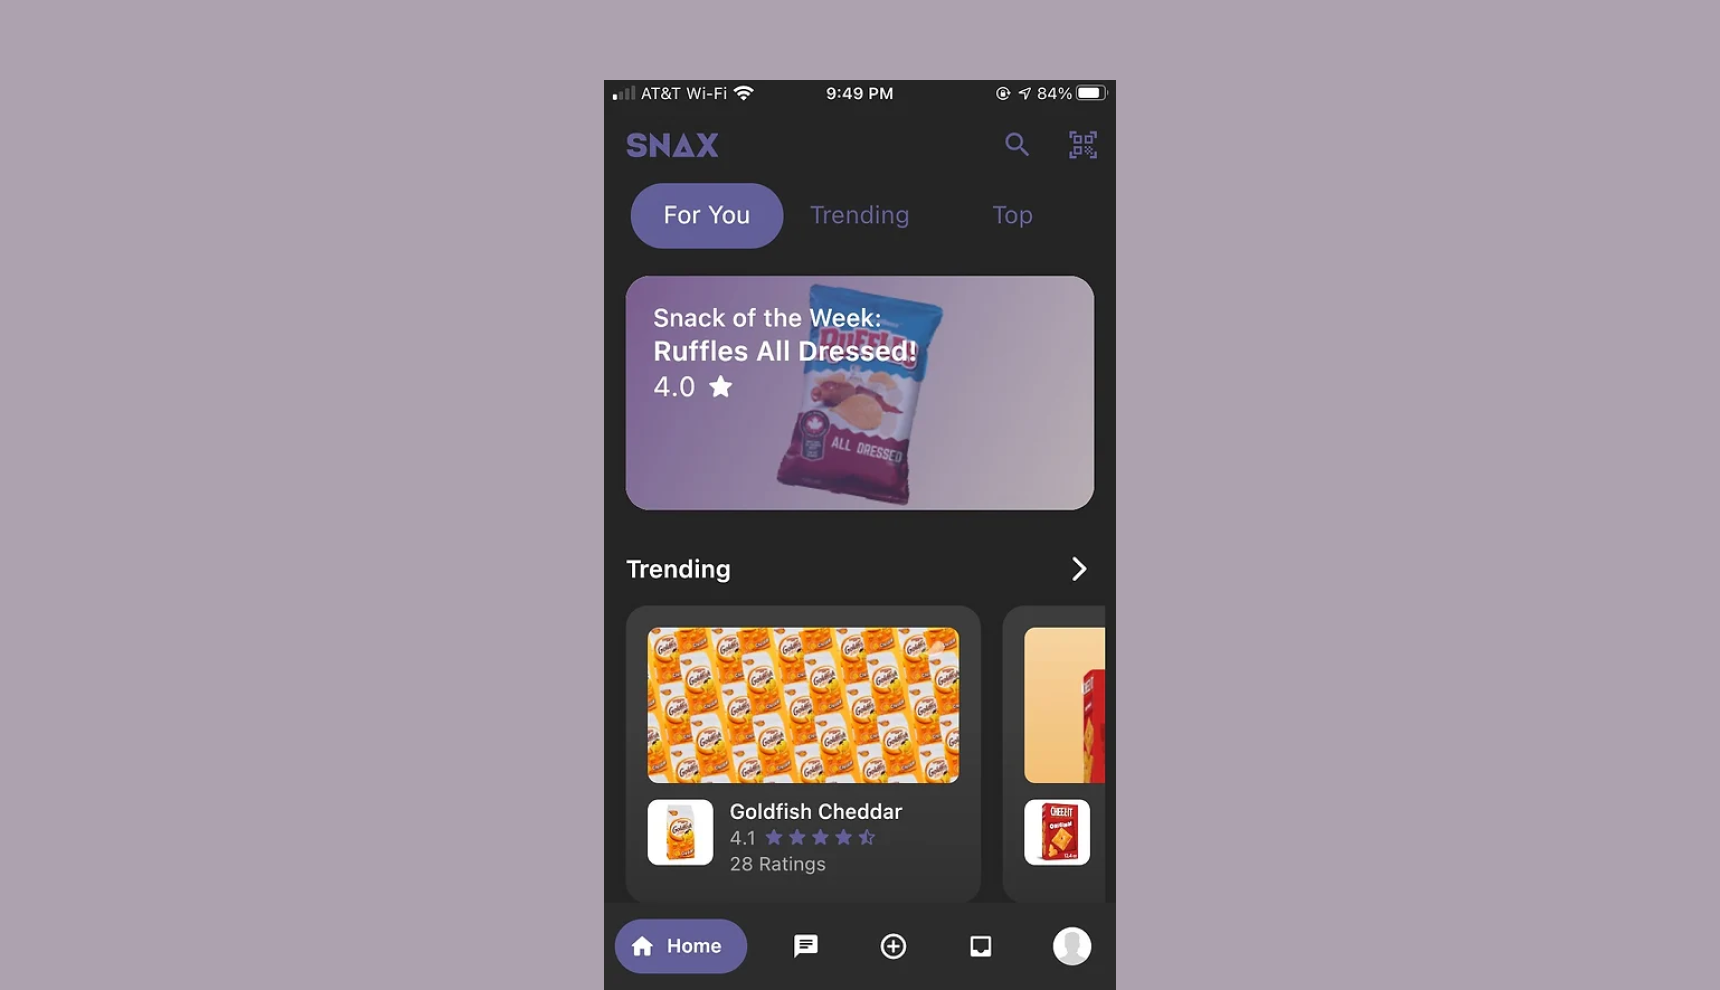 AT&T Wi-Fi 9:49 PM 84%
SNAX
For You Trending Top
Snack of the Week:
Ruffles All Dressed!
4.0
Ruffles
ALL DRESSED
Trending
Goldfish
CHEEZ-IT
Goldfish Cheddar
4.1
28 Ratings
Home